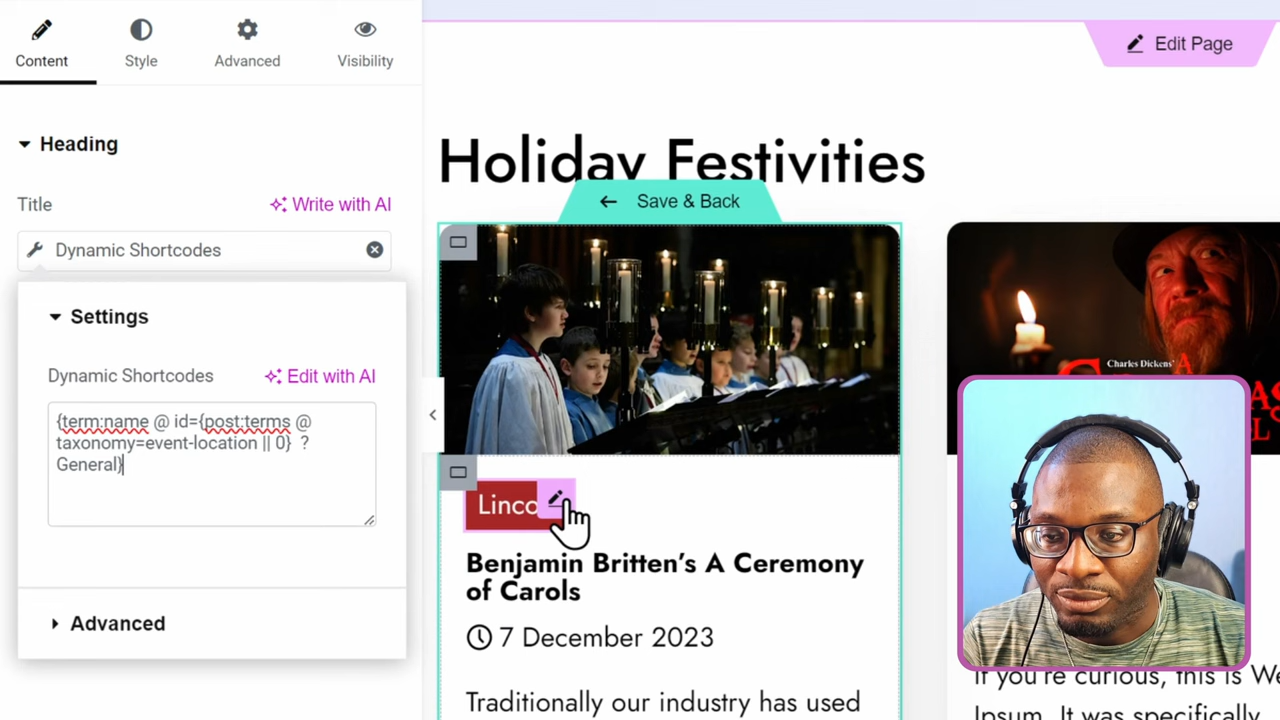 Content
Style
Advanced
Visibility
Edit Page
Heading
Holiday Festivities
Title
Write with AI
Save & Back
Dynamic Shortcodes
Settings
Dynamic Shortcodes
Edit with AI
{term:name @ id={post:terms @
taxonomy=event-location || 0} ?
General}
Charles Dickens' A
Linco
Benjamin Britten's A Ceremony
of Carols
7 December 2023
Advanced
Traditionally our industry has used
If you're curious, this is We
Ipsum. It was specifically